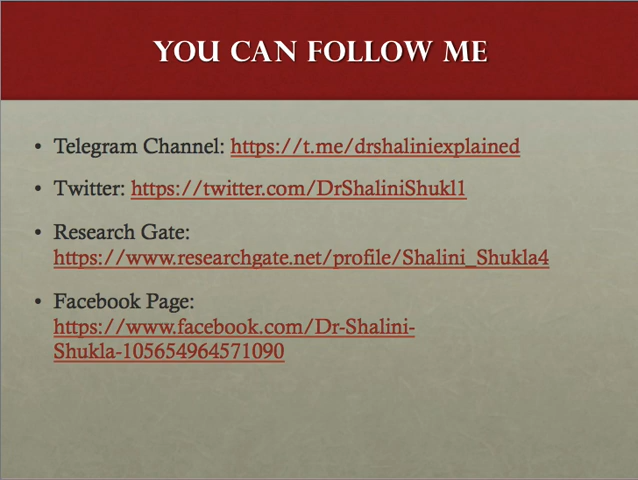 YOU CAN FOLLOW ME
• Telegram Channel: https://t.me/drshaliniexplained
• Twitter: https://twitter.com/DrShaliniShukl1
• Research Gate:
https://www.researchgate.net/profile/Shalini_Shukla4
• Facebook Page:
https://www.facebook.com/Dr-Shalini-
Shukla-105654964571090